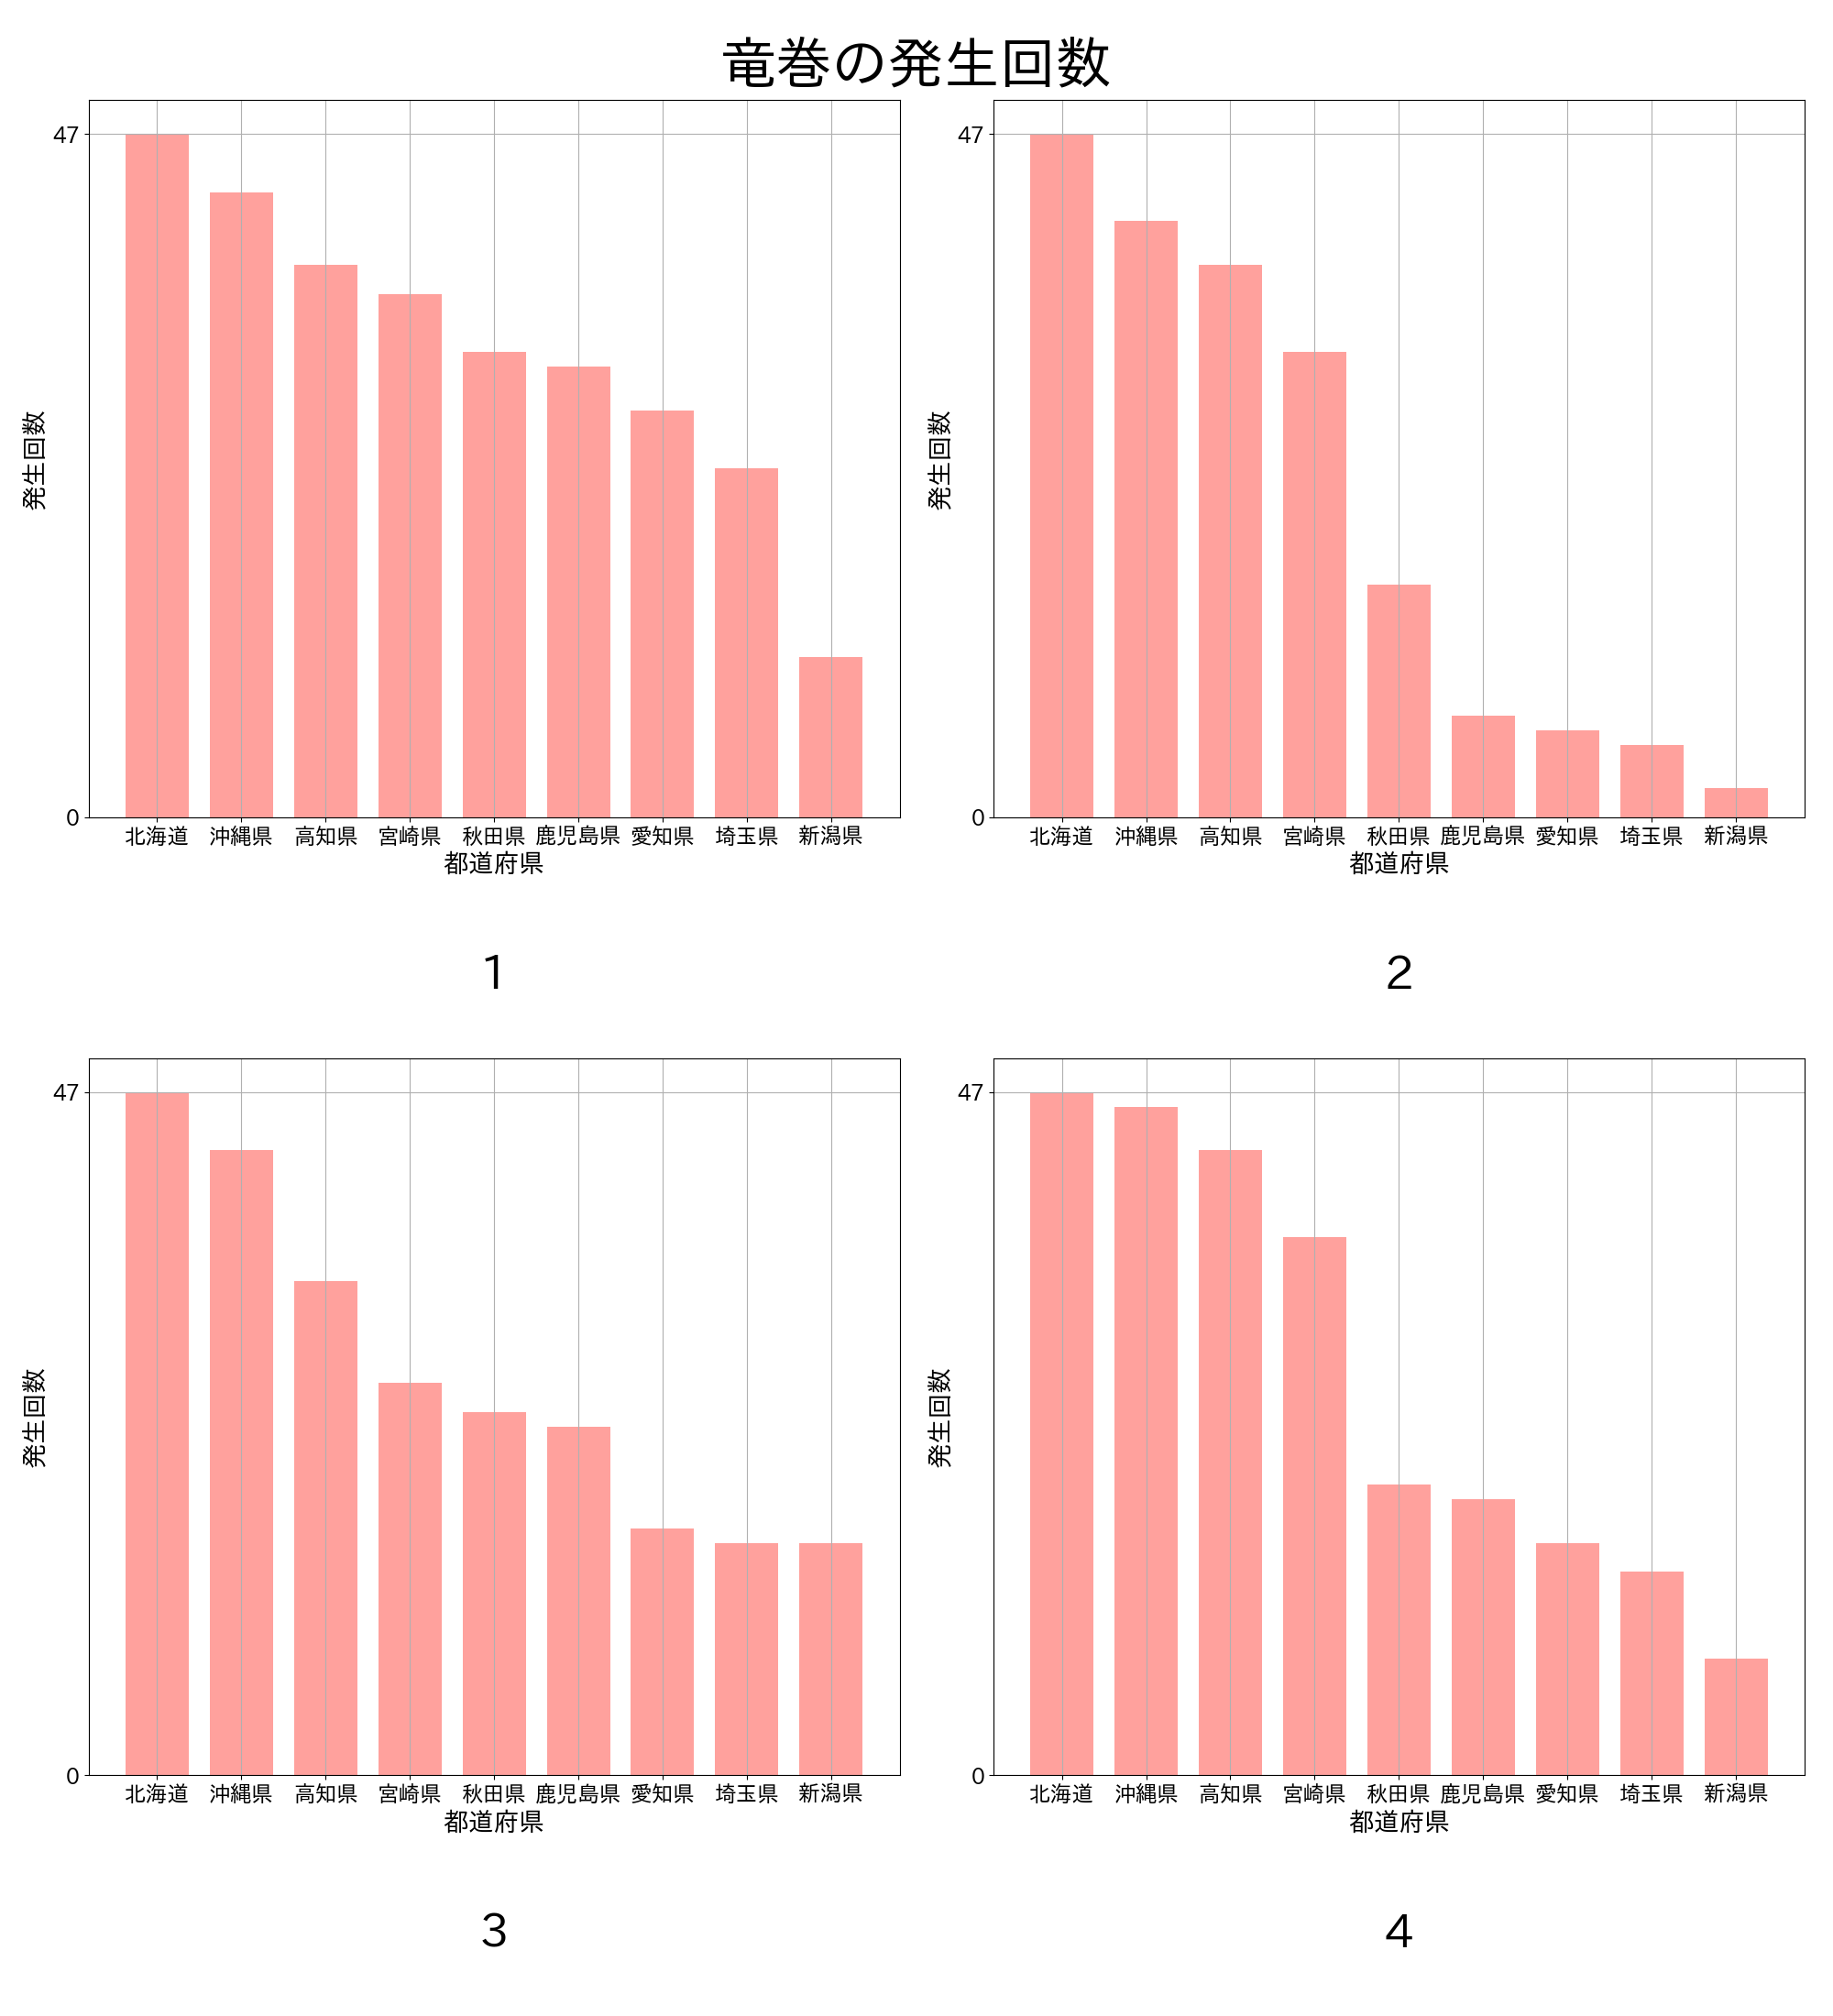 竜巻の発生回数
47
0
発生回数
北海道 沖縄県 高知県 宮崎県 秋田県 鹿児島県 愛知県 埼玉県 新潟県
都道府県
1
47
0
発生回数
北海道 沖縄県 高知県 宮崎県 秋田県 鹿児島県 愛知県 埼玉県 新潟県
都道府県
2
47
0
発生回数
北海道 沖縄県 高知県 宮崎県 秋田県 鹿児島県 愛知県 埼玉県 新潟県
都道府県
3
47
0
発生回数
北海道 沖縄県 高知県 宮崎県 秋田県 鹿児島県 愛知県 埼玉県 新潟県
都道府県
4